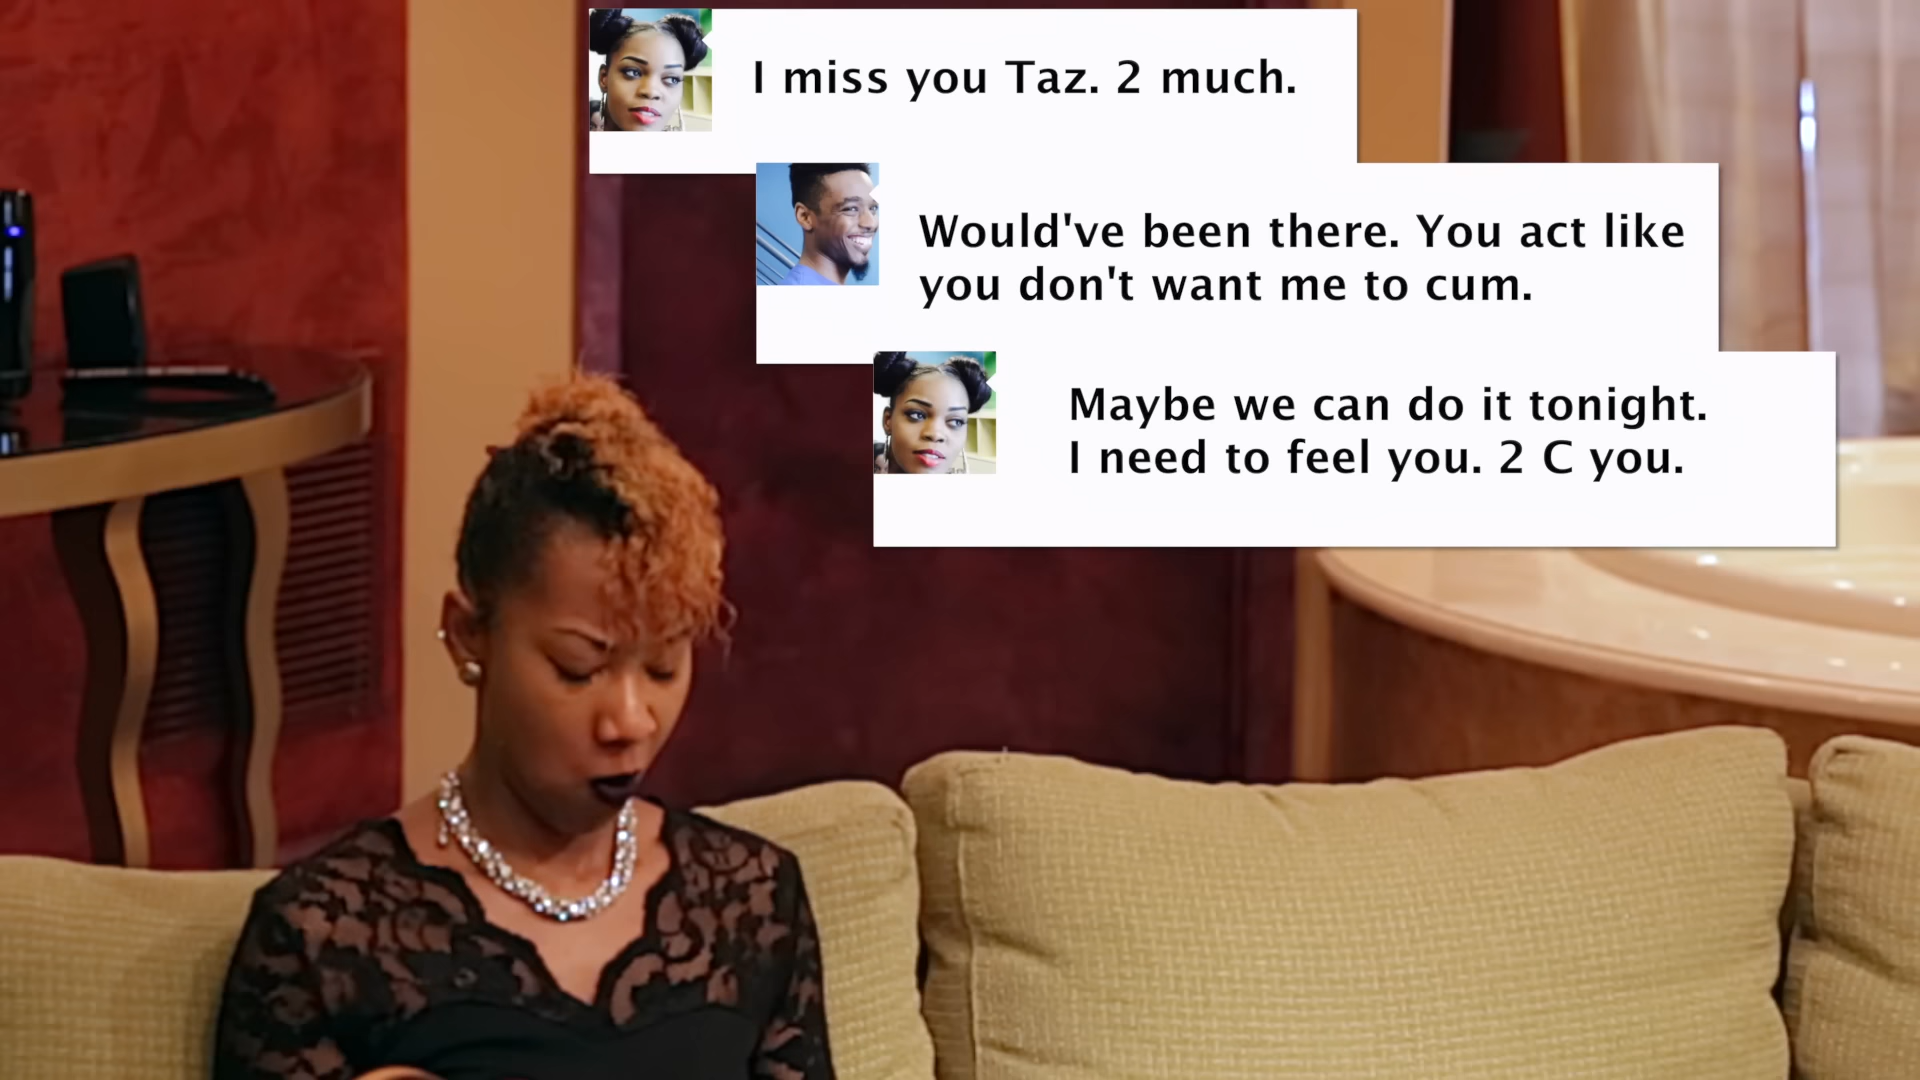 I miss you Taz. 2 much.
Would've been there. You act like
you don't want me to cum.
Maybe we can do it tonight.
I need to feel you. 2 C you.